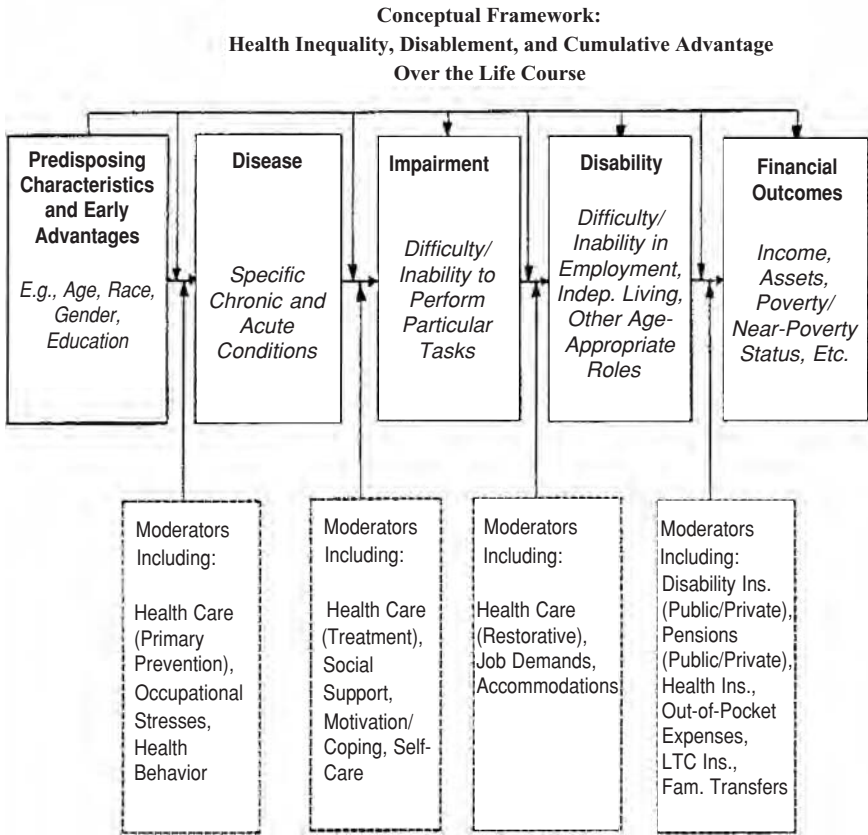 Conceptual Framework:
Health Inequality, Disablement, and Cumulative Advantage
Over the Life Course
Predisposing
Characteristics
and Early
Advantages
E.g., Age, Race,
Gender,
Education
Disease
Specific
Chronic and
Acute
Conditions
Impairment
Difficulty/
Inability to
Perform
Particular
Tasks
Disability
Difficulty/
Inability in
Employment,
Indep. Living,
Other Age-
Appropriate
Roles
Financial
Outcomes
Income,
Assets,
Poverty/
Near-Poverty
Status, Etc.
Moderators
Including:
Health Care
(Primary
Prevention),
Occupational
Stresses,
Health
Behavior
Moderators
Including:
Health Care
(Treatment),
Social
Support,
Motivation/
Coping, Self-
Care
Moderators
Including:
Health Care
(Restorative),
Job Demands,
Accommodations
Moderators
Including:
Disability Ins.
(Public/Private),
Pensions
(Public/Private),
Health Ins.,
Out-of-Pocket
Expenses,
LTC Ins.,
Fam. Transfers